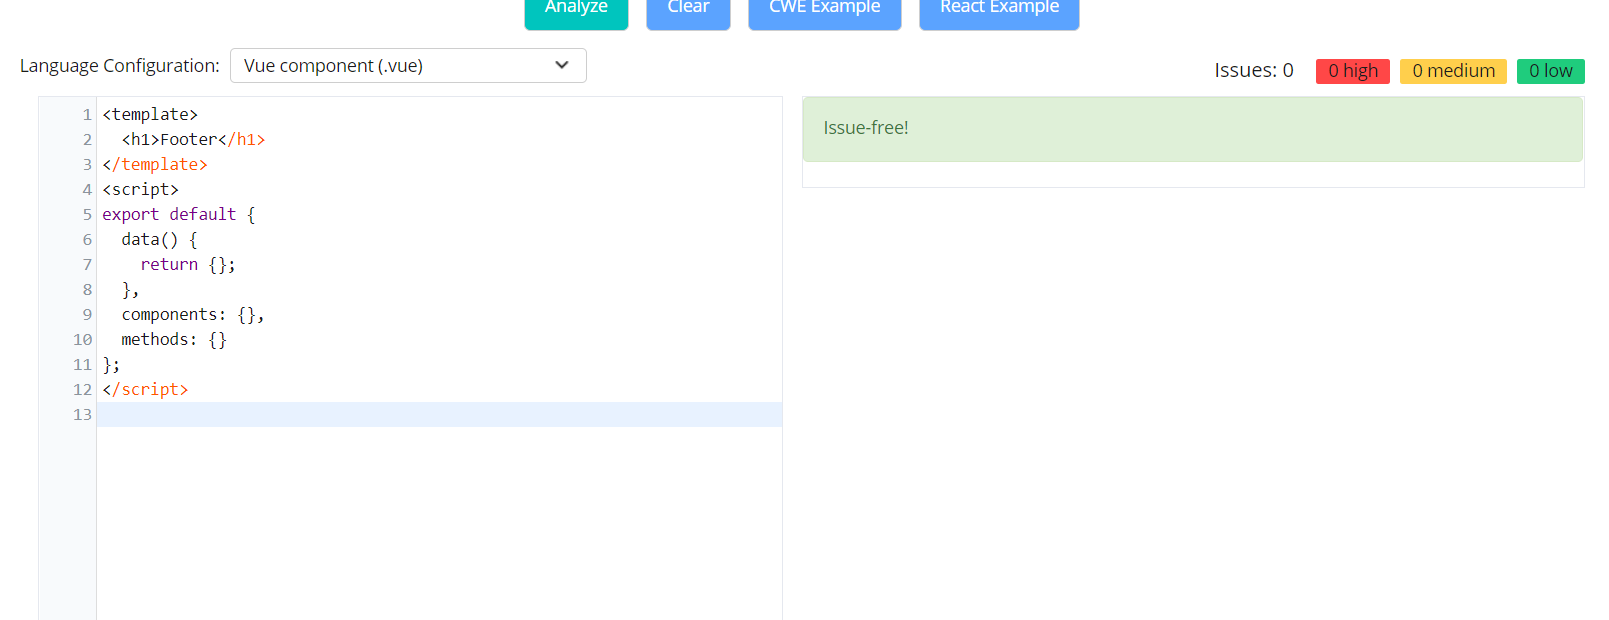 Analyze Clear CWE Example React Example
Language Configuration: Vue component (.vue)
Issues: 0 0 high 0 medium 0 low
1 <template>
2   <h1>Footer</h1>
3 </template>
4 <script>
5 export default {
6   data() {
7     return {};
8   },
9   components: {},
10   methods: {}
11 };
12 </script>
13
Issue-free!